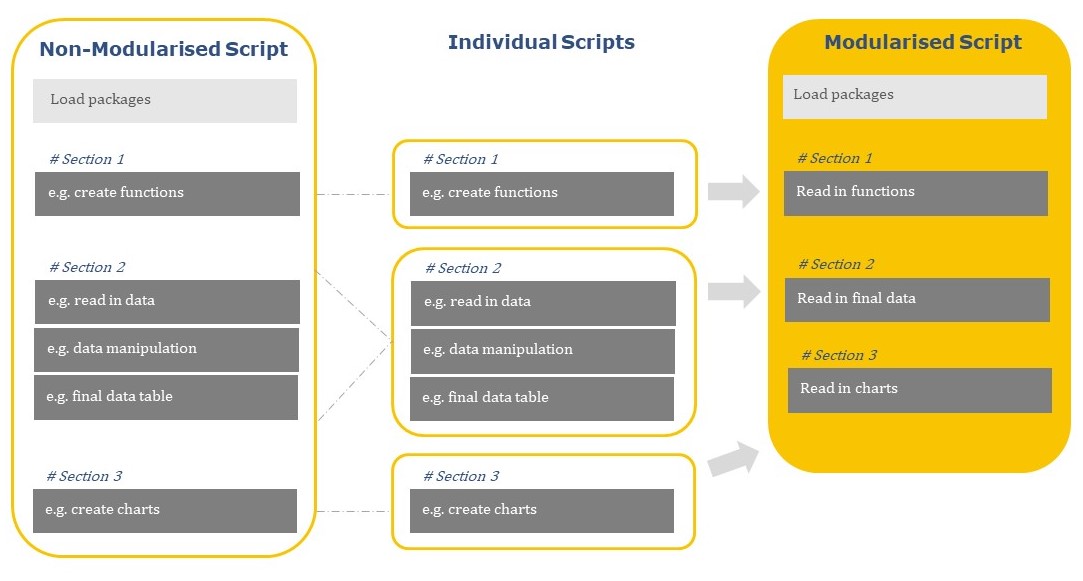 Non-Modularised Script
Load packages
# Section 1
e.g. create functions
# Section 2
e.g. read in data
e.g. data manipulation
e.g. final data table
# Section 3
e.g. create charts
Individual Scripts
# Section 1
e.g. create functions
# Section 2
e.g. read in data
e.g. data manipulation
e.g. final data table
# Section 3
e.g. create charts
Modularised Script
Load packages
# Section 1
Read in functions
# Section 2
Read in final data
# Section 3
Read in charts